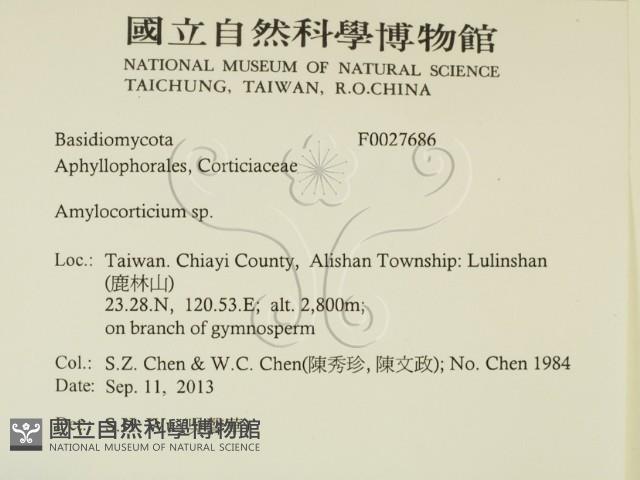 國立自然科學博物館
NATIONAL MUSEUM OF NATURAL SCIENCE
TAICHUNG, TAIWAN, R.O.CHINA
Basidiomycota F0027686
Aphyllophorales, Corticiaceae
Amylocorticium sp.
Loc.: Taiwan. Chiayi County, Alishan Township: Lulinshan
(鹿林山)
23.28.N, 120.53.E; alt. 2,800m;
on branch of gymnosperm
Col.: S.Z. Chen & W.C. Chen(陳秀珍, 陳文政); No. Chen 1984
Date: Sep. 11, 2013
國立自然科學博物館
NATIONAL MUSEUM OF NATURAL SCIENCE